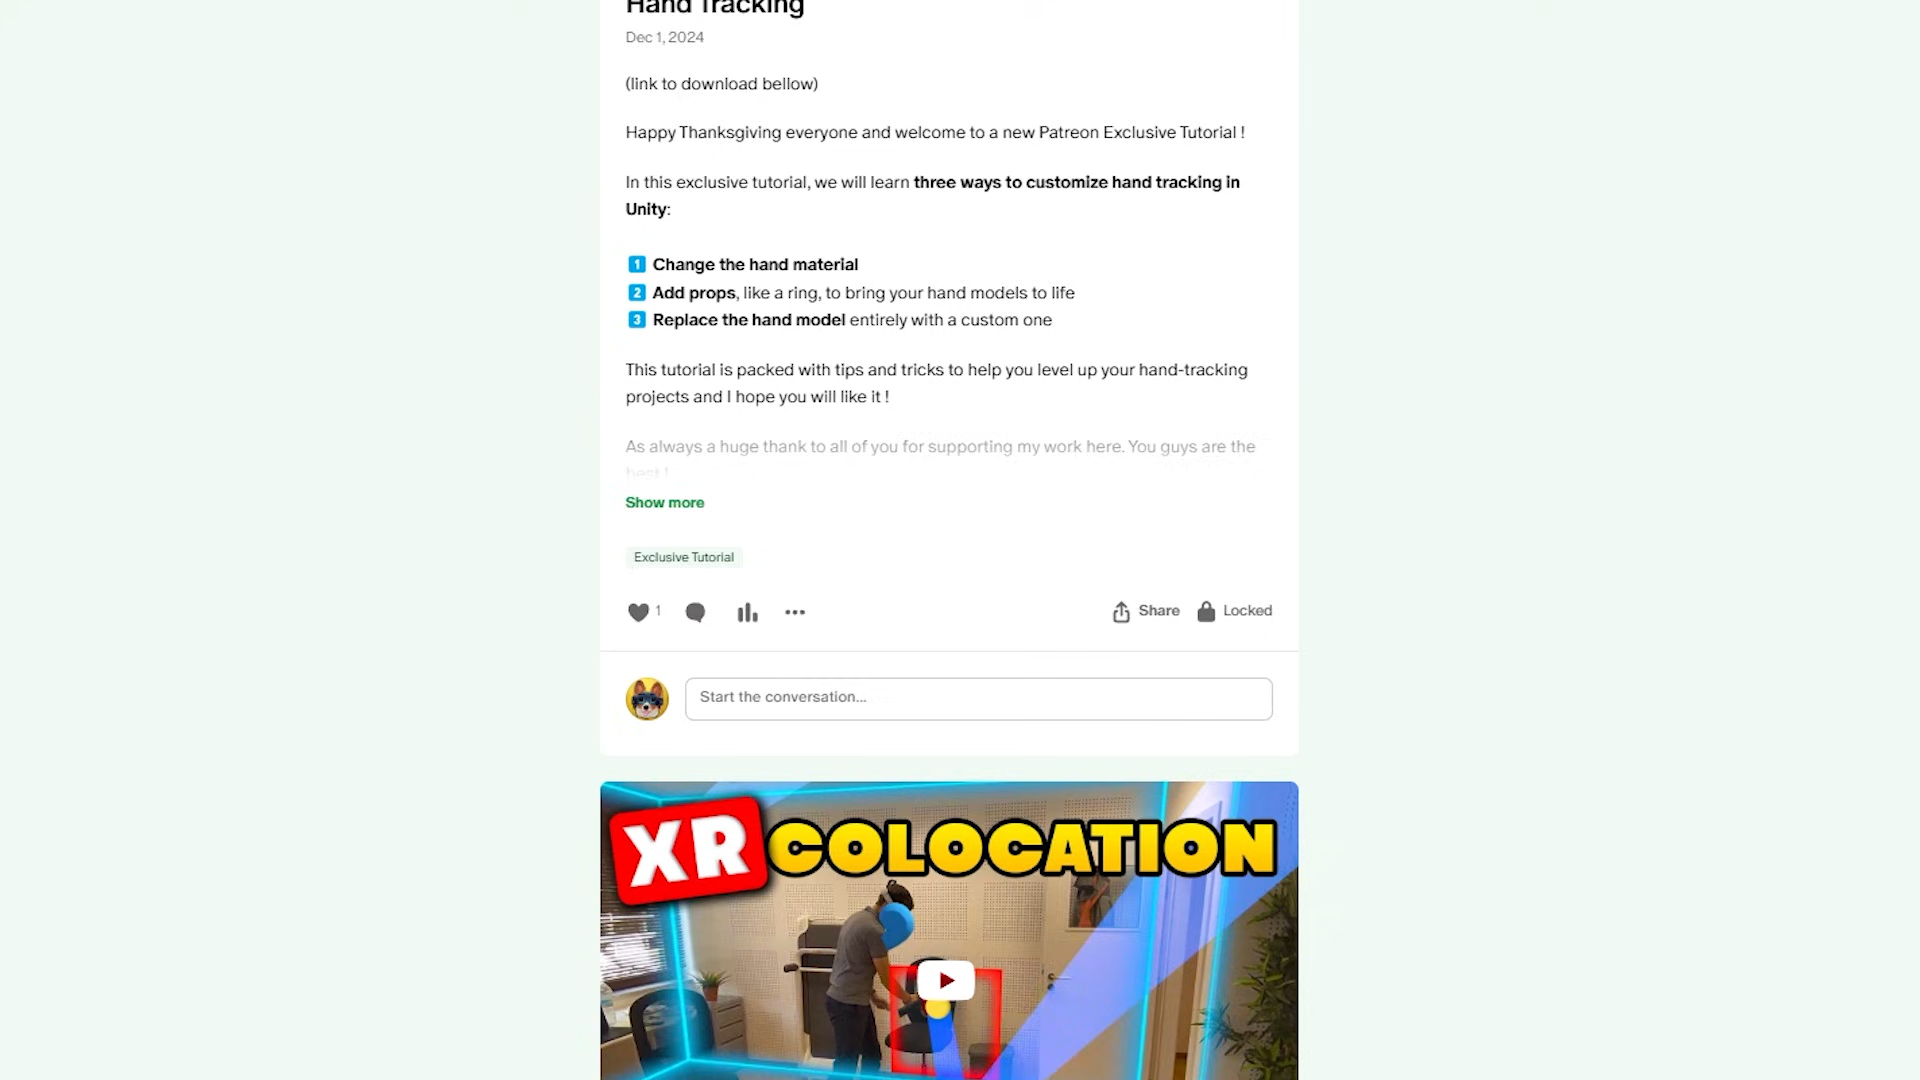 Hand Tracking
Dec 1, 2024
(link to download bellow)
Happy Thanksgiving everyone and welcome to a new Patreon Exclusive Tutorial !
In this exclusive tutorial, we will learn three ways to customize hand tracking in
Unity:
1 Change the hand material
2 Add props, like a ring, to bring your hand models to life
3 Replace the hand model entirely with a custom one
This tutorial is packed with tips and tricks to help you level up your hand-tracking
projects and I hope you will like it !
As always a huge thank to all of you for supporting my work here. You guys are the
best !
Show more
Exclusive Tutorial
1
Share
Locked
Start the conversation...
XR COLOCATION